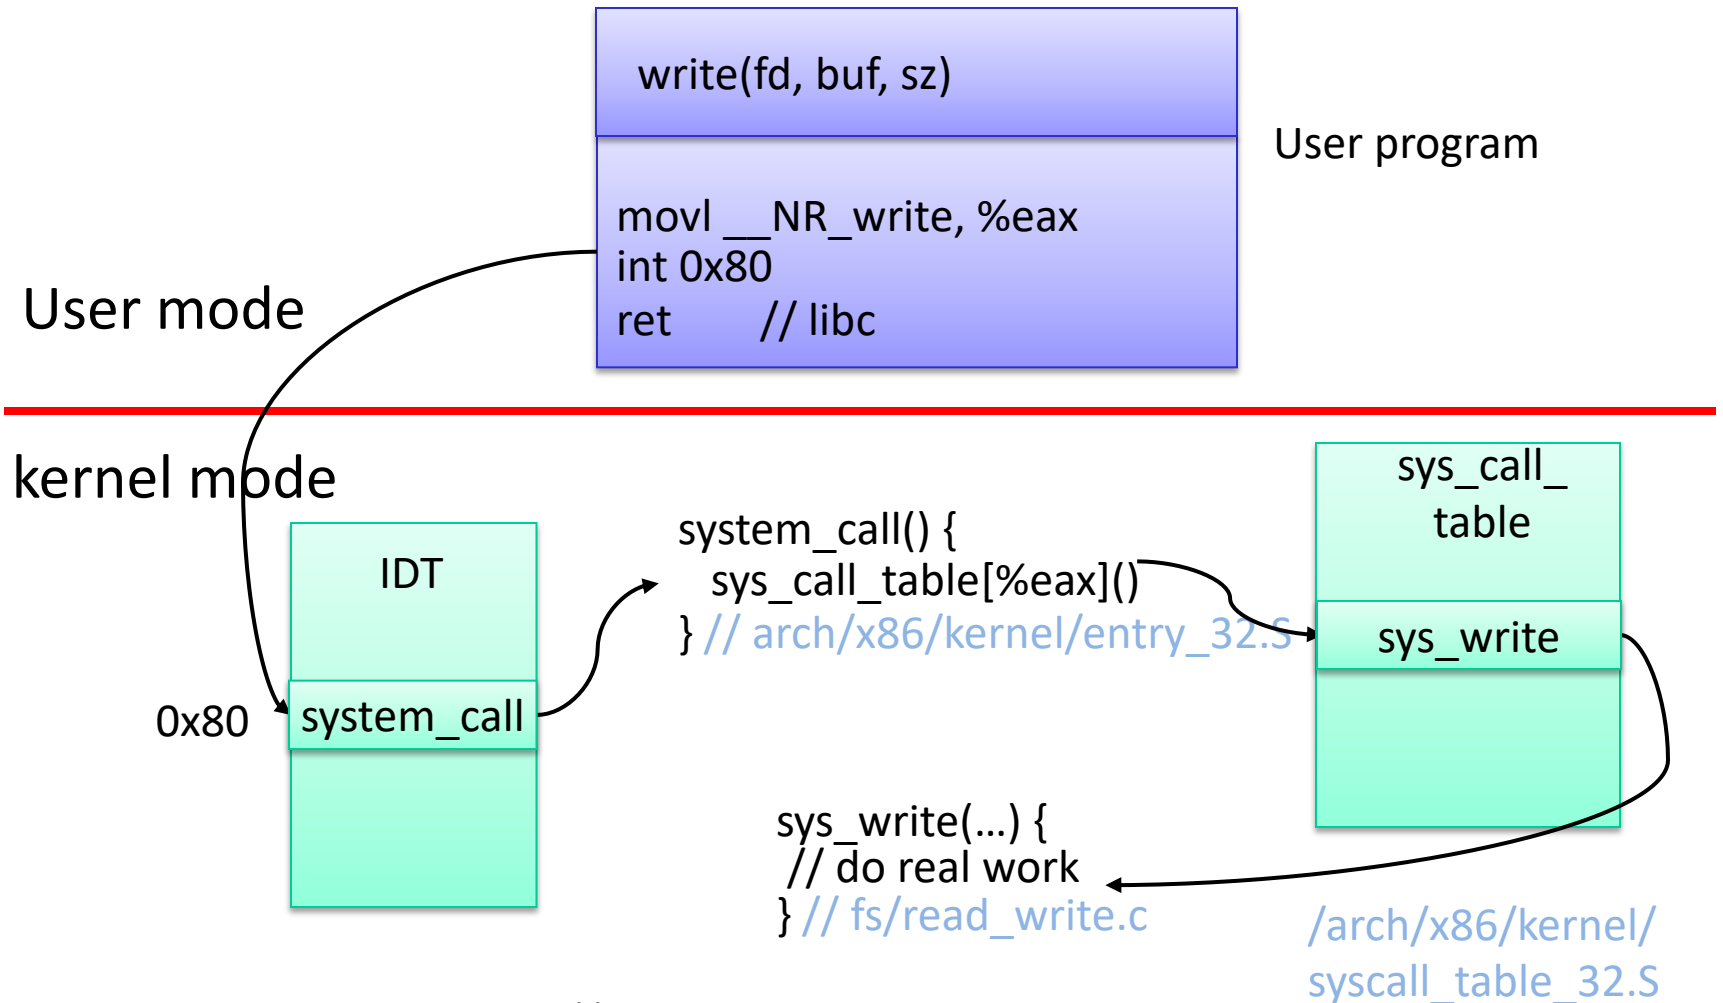 write(fd, buf, sz)
User program
movl __NR_write, %eax
int 0x80
ret // libc
User mode
kernel mode
IDT
0x80
system_call
system_call() {
sys_call_table[%eax]()
} // arch/x86/kernel/entry_32.S
sys_call_
table
sys_write
sys_write(…) {
// do real work
} // fs/read_write.c
/arch/x86/kernel/
syscall_table_32.S